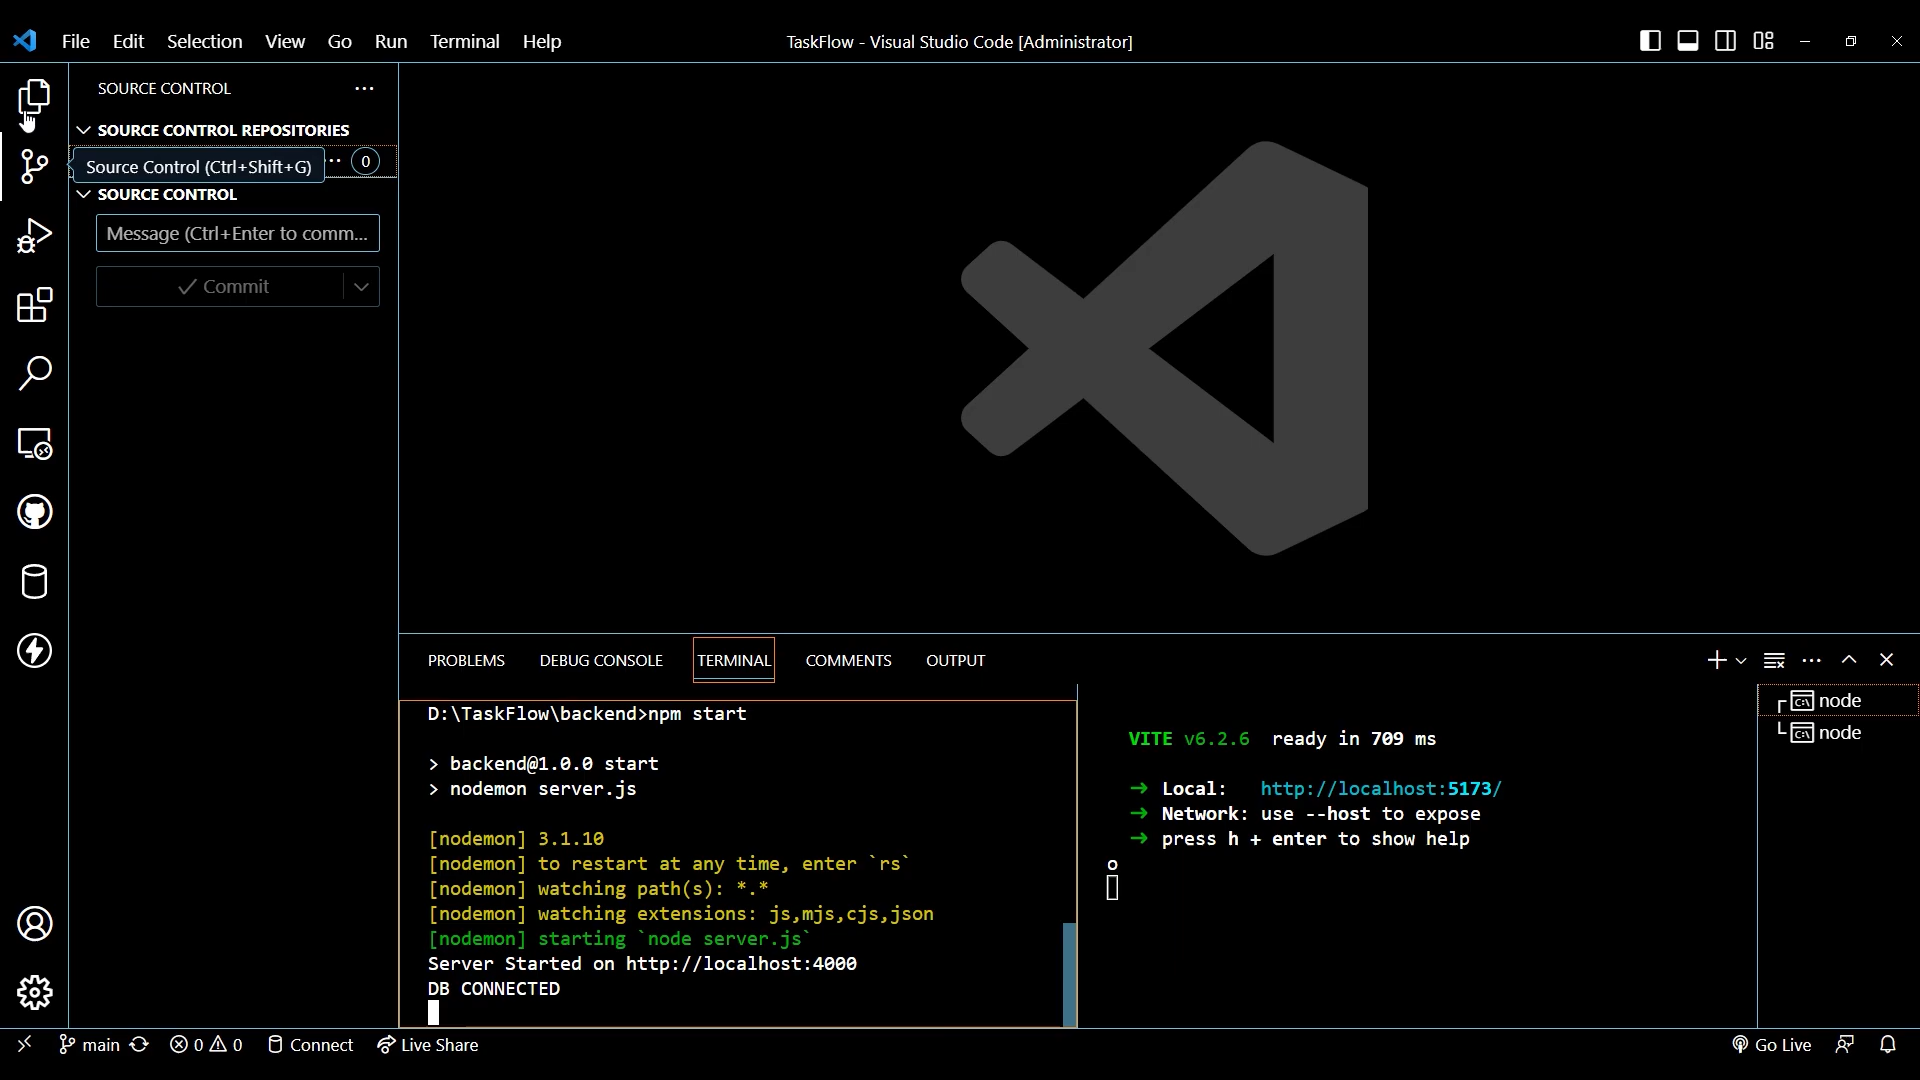 File Edit Selection View Go Run Terminal Help
TaskFlow - Visual Studio Code [Administrator]
SOURCE CONTROL ···
SOURCE CONTROL REPOSITORIES
Source Control (Ctrl+Shift+G) ·· 0
SOURCE CONTROL
Message (Ctrl+Enter to comm...
✓ Commit
PROBLEMS DEBUG CONSOLE TERMINAL COMMENTS OUTPUT
D:\TaskFlow\backend>npm start
> backend@1.0.0 start
> nodemon server.js
[nodemon] 3.1.10
[nodemon] to restart at any time, enter `rs`
[nodemon] watching path(s): *.*
[nodemon] watching extensions: js,mjs,cjs,json
[nodemon] starting `node server.js`
Server Started on http://localhost:4000
DB CONNECTED
VITE v6.2.6 ready in 709 ms
➜ Local: http://localhost:5173/
➜ Network: use --host to expose
➜ press h + enter to show help
o
node
node
main 0 0 Connect Live Share
Go Live